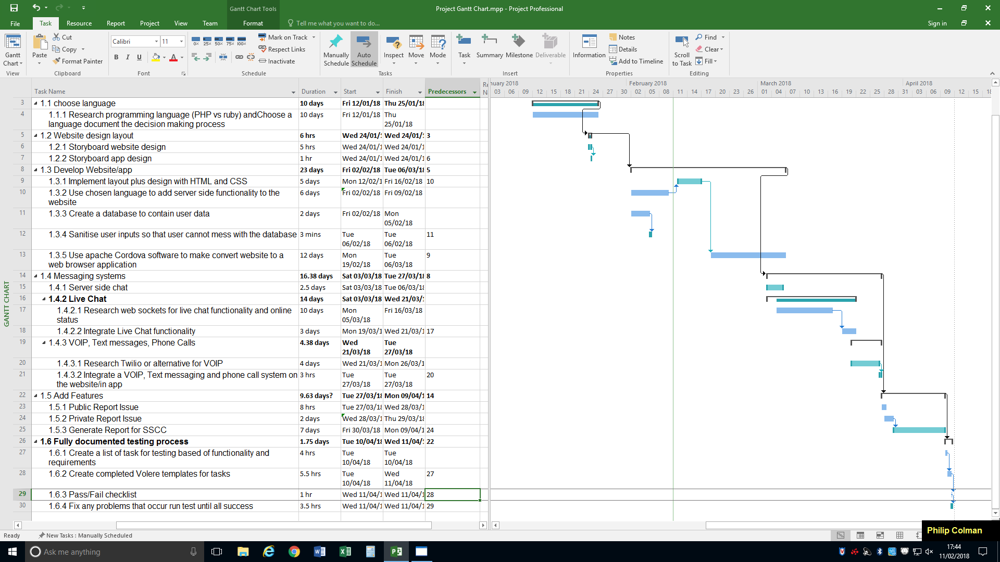 Gantt Chart Tools
Project Gantt Chart.mpp - Project Professional
File Task Resource Report Project View Team Format Tell me what you want to do...
Sign in
Gantt Chart
View
Paste
Cut
Copy
Format Painter
Clipboard
Calibri 11
B I U A
Font
0% 25% 50% 75% 100%
Mark on Track
Respect Links
Inactivate
Schedule
Manually Schedule
Auto Schedule
Inspect
Move
Mode
Tasks
Task
Summary
Milestone
Deliverable
Insert
Information
Notes
Details
Add to Timeline
Properties
Scroll to Task
Find
Clear
Fill
Editing
Task Name Duration Start Finish Predecessors Re N
nuary 2018 February 2018 March 2018 April 2018
03 06 09 12 15 18 21 24 27 30 02 05 08 11 14 17 20 23 26 01 04 07 10 13 16 19 22 25 28 31 03 06 09 12 15 18
3 1.1 choose language 10 days Fri 12/01/18 Thu 25/01/18
4 1.1.1 Research programming language (PHP vs ruby) andChoose a language document the decision making process 10 days Fri 12/01/18 Thu 25/01/18
5 1.2 Website design layout 6 hrs Wed 24/01/1 Wed 24/01/1 3
6 1.2.1 Storyboard website design 5 hrs Wed 24/01/1 Wed 24/01/1
7 1.2.2 Storyboard app design 1 hr Wed 24/01/1 Wed 24/01/1 6
8 1.3 Develop Website/app 23 days Fri 02/02/18 Tue 06/03/18 5
9 1.3.1 Implement layout plus design with HTML and CSS 5 days Mon 12/02/1 Fri 16/02/18 10
10 1.3.2 Use chosen language to add server side functionality to the website 6 days Fri 02/02/18 Fri 09/02/18
11 1.3.3 Create a database to contain user data 2 days Fri 02/02/18 Mon 05/02/18
12 1.3.4 Sanitise user inputs so that user cannot mess with the database 3 mins Tue 06/02/18 Tue 06/02/18 11
13 1.3.5 Use apache Cordova software to make convert website to a web browser application 12 days Mon 19/02/18 Tue 06/03/18 9
14 1.4 Messaging systems 16.38 days Sat 03/03/18 Tue 27/03/18 8
15 1.4.1 Server side chat 2.5 days Sat 03/03/18 Tue 06/03/18
16 1.4.2 Live Chat 14 days Sat 03/03/18 Wed 21/03/1
17 1.4.2.1 Research web sockets for live chat functionality and online status 10 days Mon 05/03/18 Fri 16/03/18
18 1.4.2.2 Integrate Live Chat functionality 3 days Mon 19/03/1 Wed 21/03/1 17
19 1.4.3 VOIP, Text messages, Phone Calls 4.38 days Wed 21/03/18 Tue 27/03/18
20 1.4.3.1 Research Twilio or alternative for VOIP 4 days Wed 21/03/1 Mon 26/03/1
21 1.4.3.2 Integrate a VOIP, Text messaging and phone call system on the website/in app 3 hrs Tue 27/03/18 Tue 27/03/18 20
22 1.5 Add Features 9.63 days? Tue 27/03/18 Mon 09/04/1 14
23 1.5.1 Public Report Issue 8 hrs Tue 27/03/18 Wed 28/03/1
24 1.5.2 Private Report Issue 2 days Wed 28/03/1 Thu 29/03/18
25 1.5.3 Generate Report for SSCC 7 days Fri 30/03/18 Mon 09/04/1 24
26 1.6 Fully documented testing process 1.75 days Tue 10/04/18 Wed 11/04/1 22
27 1.6.1 Create a list of task for testing based of functionality and requirements 4 hrs Tue 10/04/18 Tue 10/04/18
28 1.6.2 Create completed Volere templates for tasks 5.5 hrs Tue 10/04/18 Wed 11/04/18 27
29 1.6.3 Pass/Fail checklist 1 hr Wed 11/04/1 Wed 11/04/1 28
30 1.6.4 Fix any problems that occur run test until all success 3.5 hrs Wed 11/04/1 Wed 11/04/1 29
GANTT CHART
Ready New Tasks : Manually Scheduled
Philip Colman
Ask me anything
17:44
11/02/2018